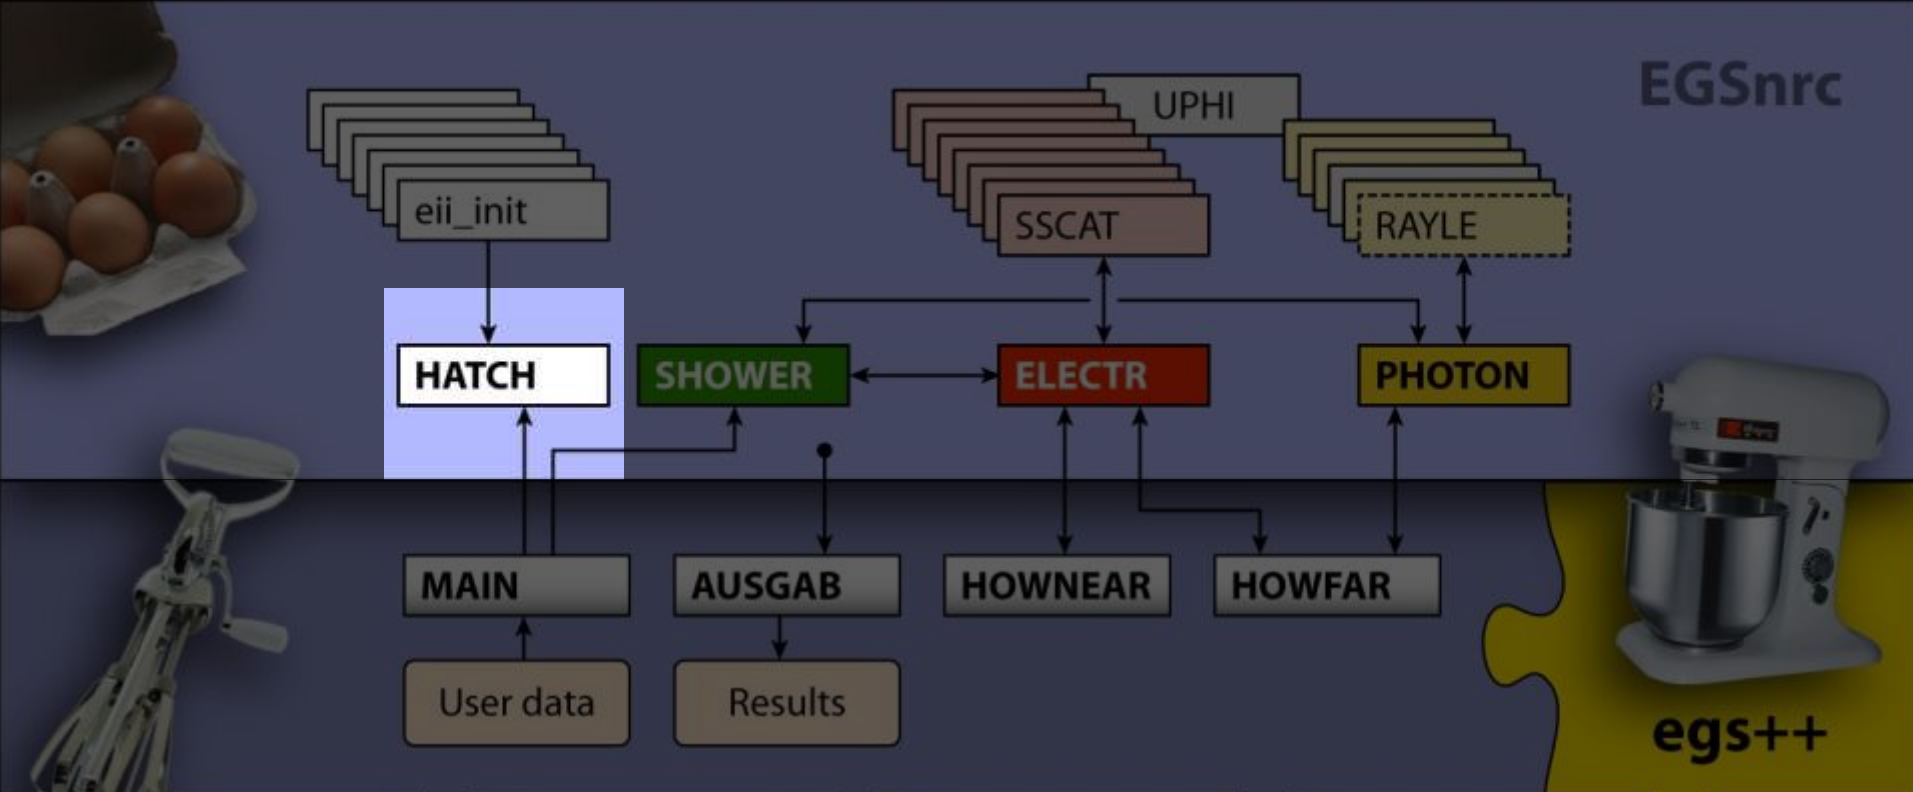 EGSnrc
UPHI
eii_init
SSCAT
RAYLE
HATCH
SHOWER
ELECTR
PHOTON
MAIN
AUSGAB
HOWNEAR
HOWFAR
User data
Results
egs++